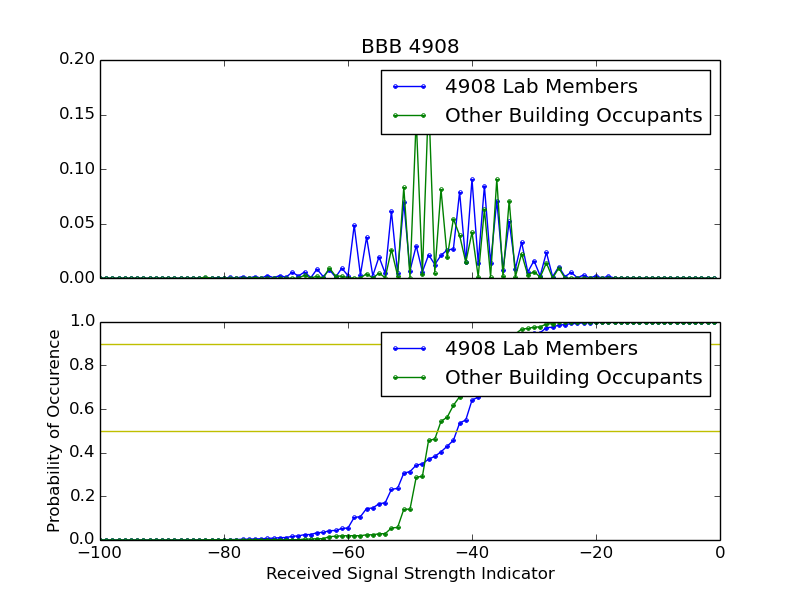 BBB 4908
0.20
0.15
0.10
0.05
0.00
4908 Lab Members
Other Building Occupants
1.0
0.8
0.6
0.4
0.2
0.0
Probability of Occurence
4908 Lab Members
Other Building Occupants
−100
−80
−60
−40
−20
0
Received Signal Strength Indicator